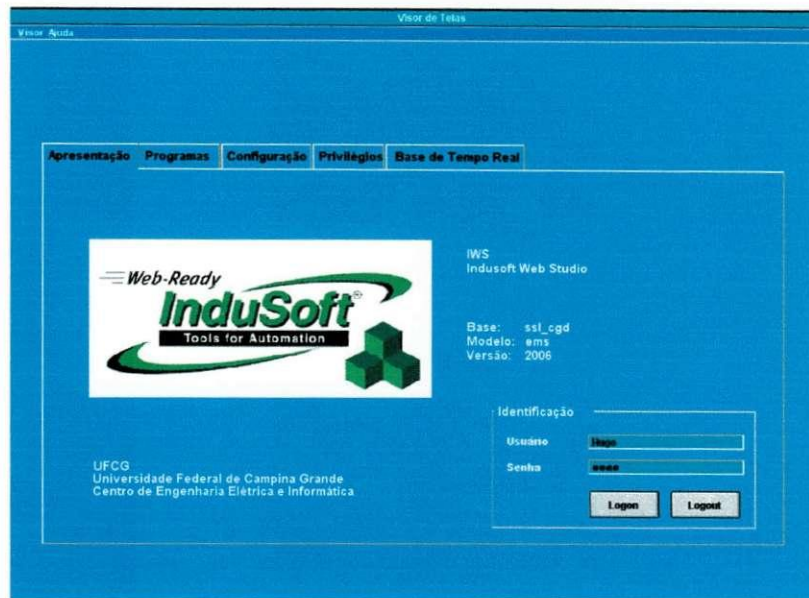 Visor de Telas
Visor Ajuda
Apresentação Programas Configuração Privilégios Base de Tempo Real
Web-Ready
InduSoft®
Tools for Automation
IWS
Indusoft Web Studio
Base: ssl_cgd
Modelo: ems
Versão: 2006
Identificação
Usuário Hugo
Senha ****
Logon Logout
UFCG
Universidade Federal de Campina Grande
Centro de Engenharia Elétrica e Informática